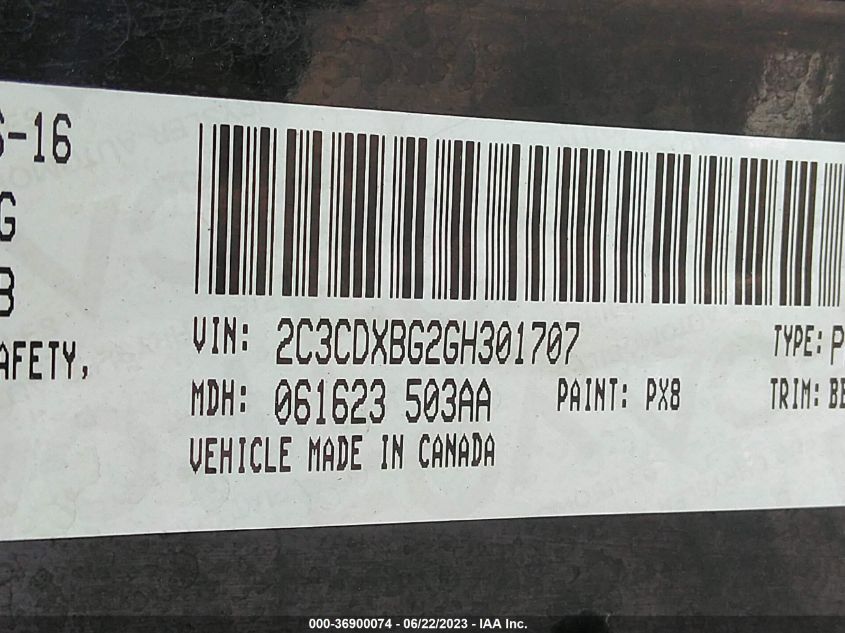 6-16
G
B
AFETY,
VIN: 2C3CDXBG2GH301707
TYPE: P
MDH: 061623 503AA PAINT: PX8 TRIM: BE
VEHICLE MADE IN CANADA
000-36900074 - 06/22/2023 - IAA Inc.